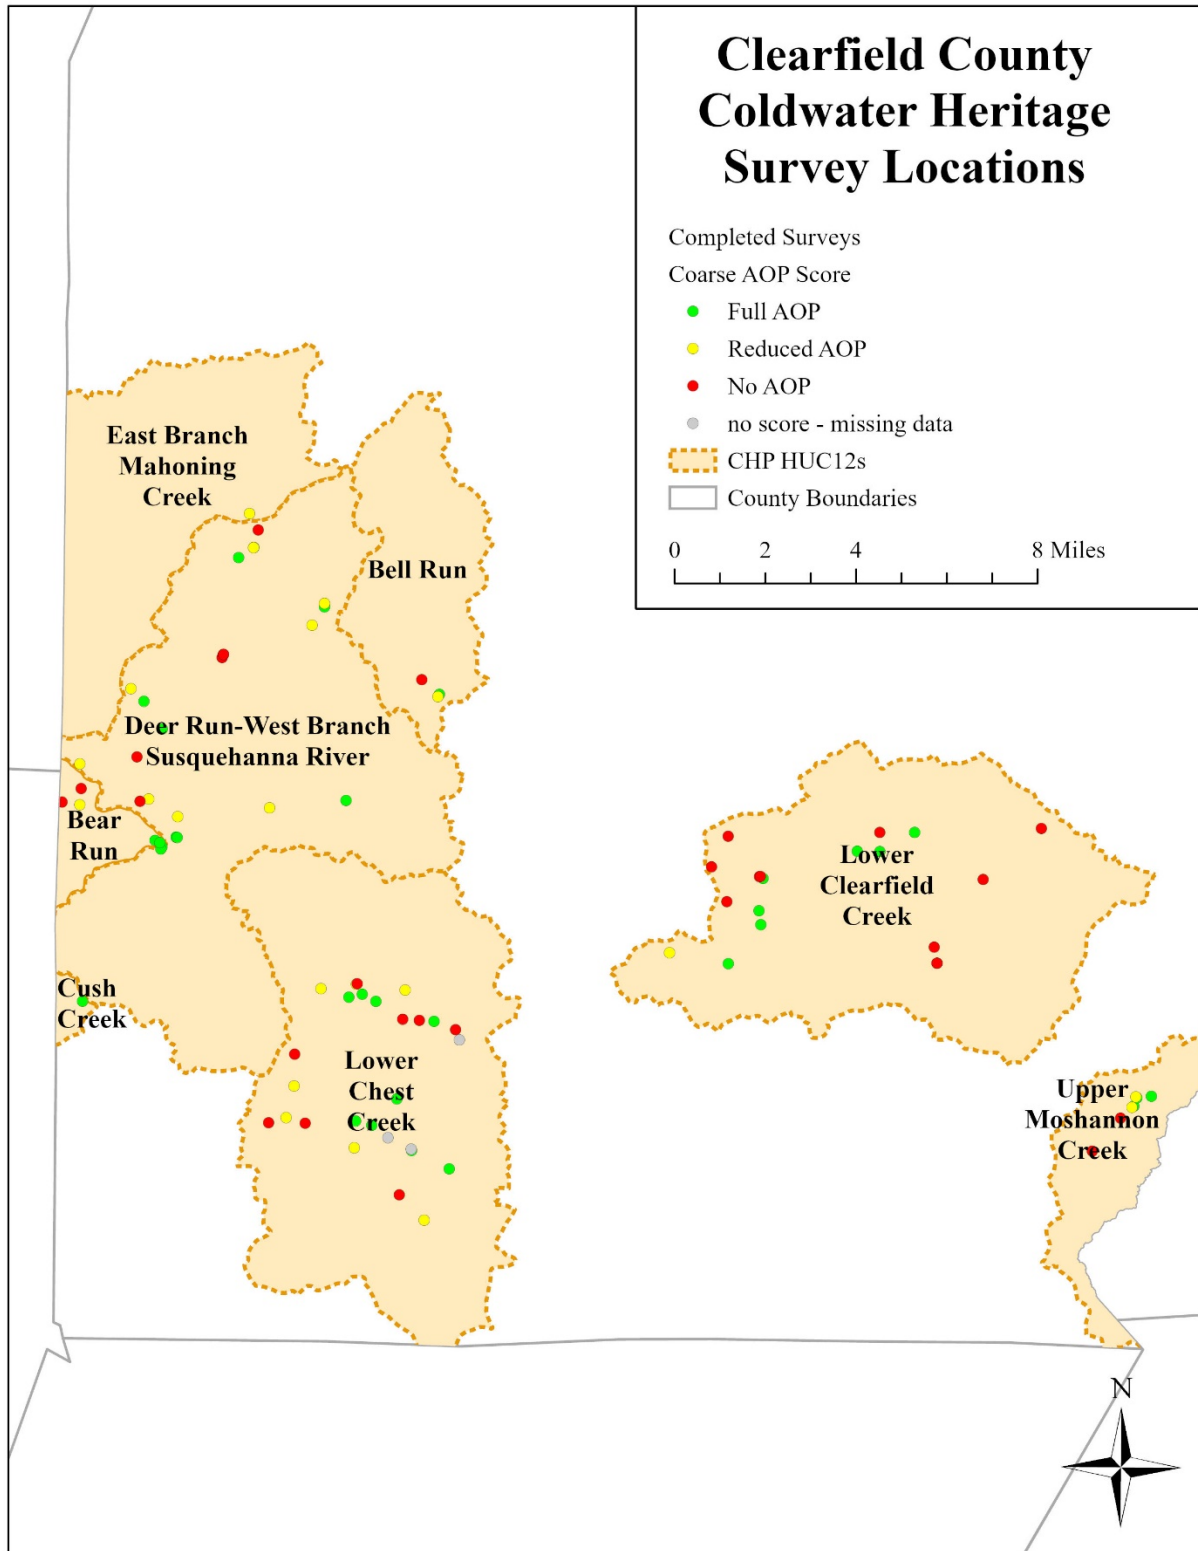 Clearfield County
Coldwater Heritage
Survey Locations
Completed Surveys
Coarse AOP Score
Full AOP
Reduced AOP
No AOP
no score - missing data
CHP HUC12s
County Boundaries
0 2 4 8 Miles
East Branch
Mahoning
Creek
Bell Run
Deer Run-West Branch
Susquehanna River
Bear
Run
Lower
Clearfield
Creek
Cush
Creek
Lower
Chest
Creek
Upper
Moshannon
Creek
N